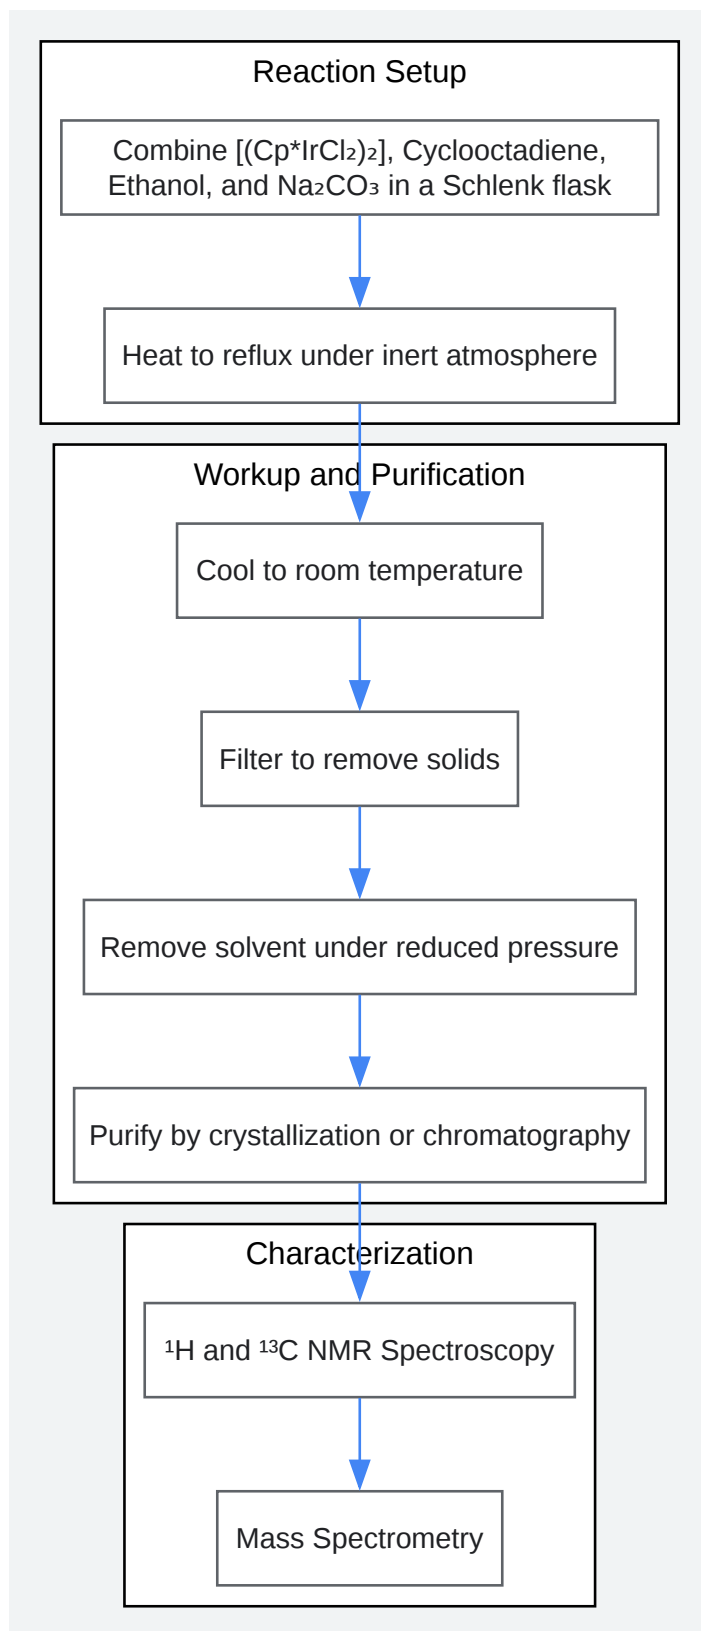 Reaction Setup
Combine [(Cp*IrCl₂)₂], Cyclooctadiene,
Ethanol, and Na₂CO₃ in a Schlenk flask
Heat to reflux under inert atmosphere
Workup and Purification
Cool to room temperature
Filter to remove solids
Remove solvent under reduced pressure
Purify by crystallization or chromatography
Characterization
¹H and ¹³C NMR Spectroscopy
Mass Spectrometry